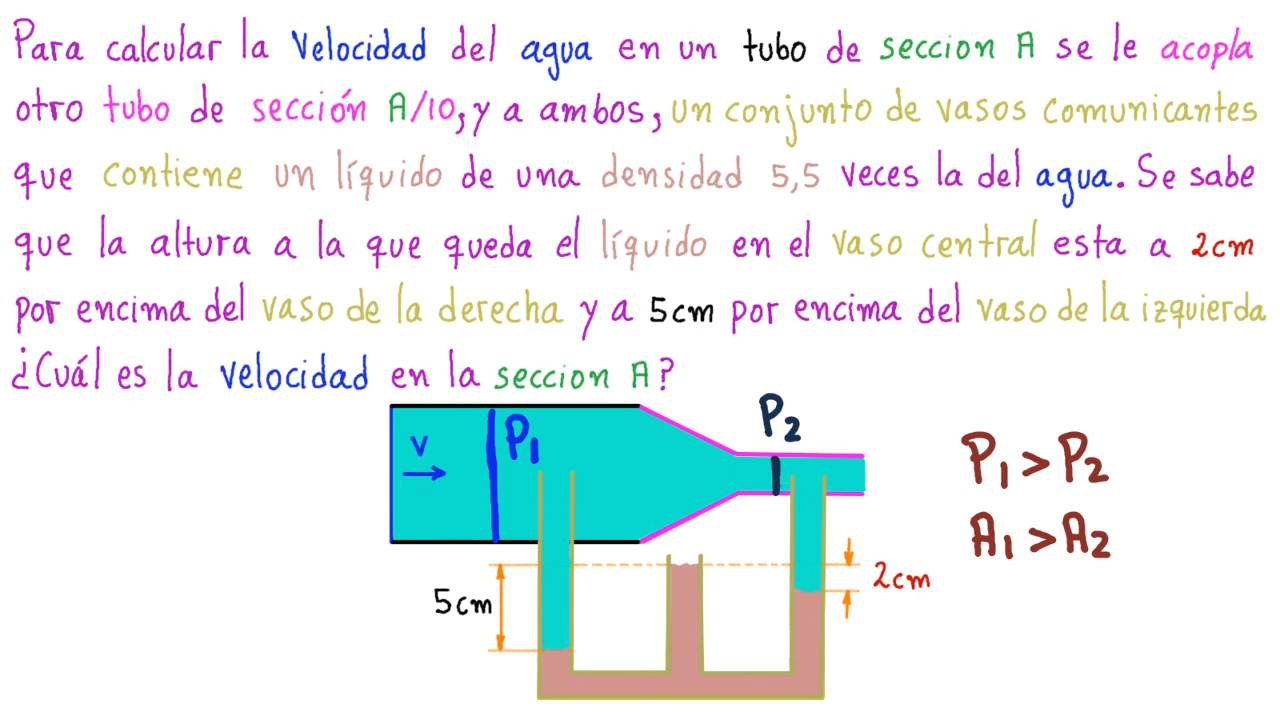 Para calcular la velocidad del agua en un tubo de seccion A se le acopla
otro tubo de sección A/10, y a ambos, un conjunto de vasos comunicantes
que contiene un líquido de una densidad 5,5 veces la del agua. Se sabe
que la altura a la que queda el líquido en el vaso central esta a 2cm
por encima del vaso de la derecha y a 5cm por encima del vaso de la izquierda
¿Cuál es la velocidad en la seccion A?
v
P1
P2
P1 > P2
A1 > A2
5cm
2cm